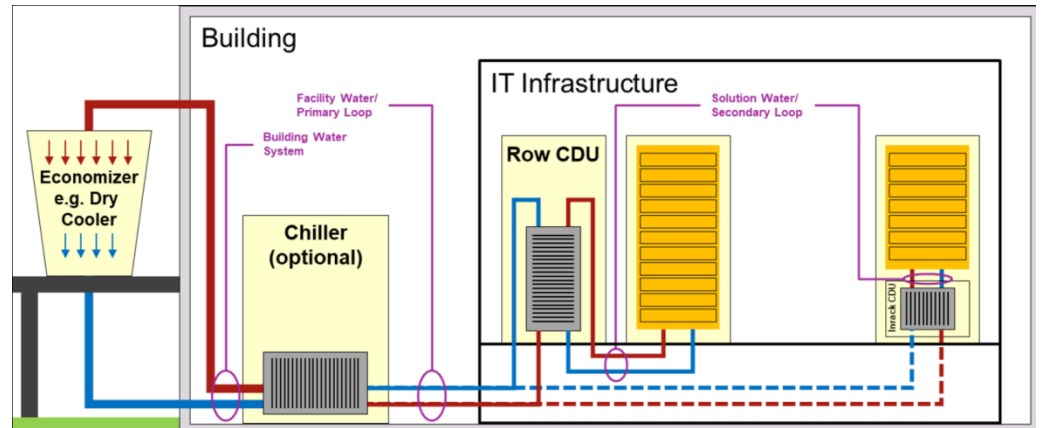 Building
IT Infrastructure
Facility Water/
Primary Loop
Solution Water/
Secondary Loop
Building Water
System
Economizer
e.g. Dry
Cooler
Chiller
(optional)
Row CDU
Inrack CDU